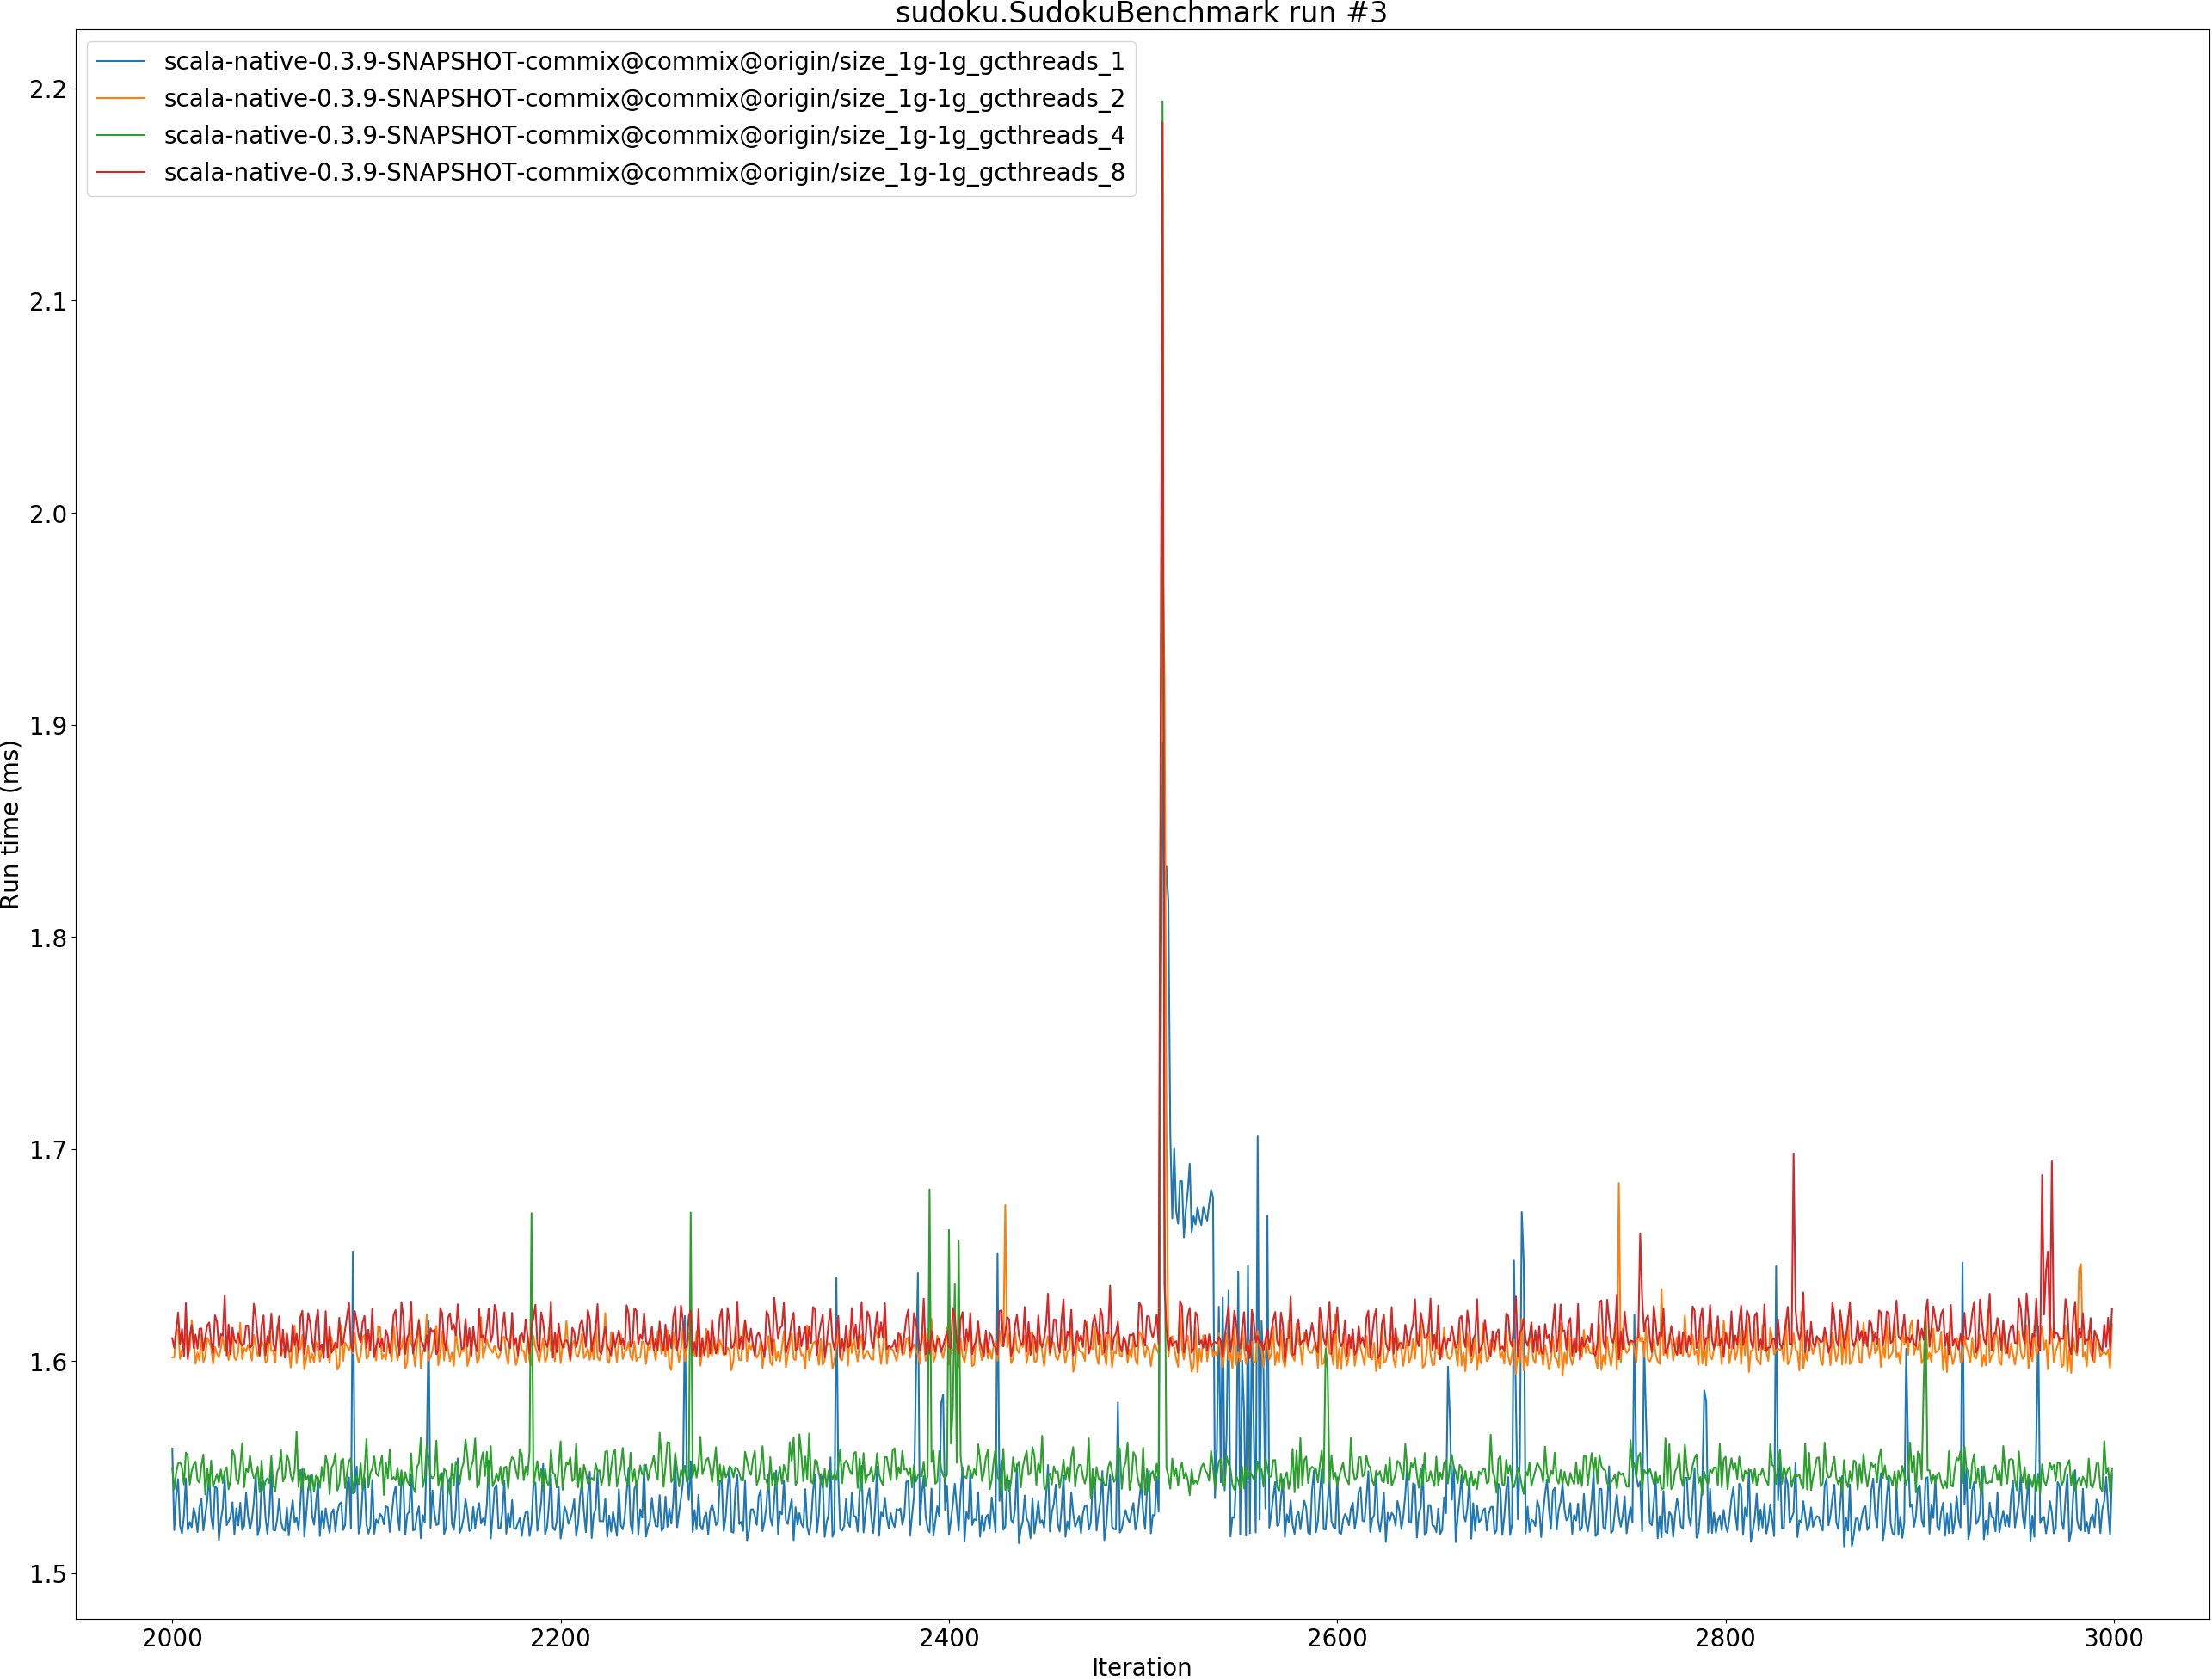 sudoku.SudokuBenchmark run #3
scala-native-0.3.9-SNAPSHOT-commix@commix@origin/size_1g-1g_gcthreads_1
scala-native-0.3.9-SNAPSHOT-commix@commix@origin/size_1g-1g_gcthreads_2
scala-native-0.3.9-SNAPSHOT-commix@commix@origin/size_1g-1g_gcthreads_4
scala-native-0.3.9-SNAPSHOT-commix@commix@origin/size_1g-1g_gcthreads_8
2.2
2.1
2.0
1.9
1.8
1.7
1.6
1.5
Run time (ms)
2000 2200 2400 2600 2800 3000
Iteration